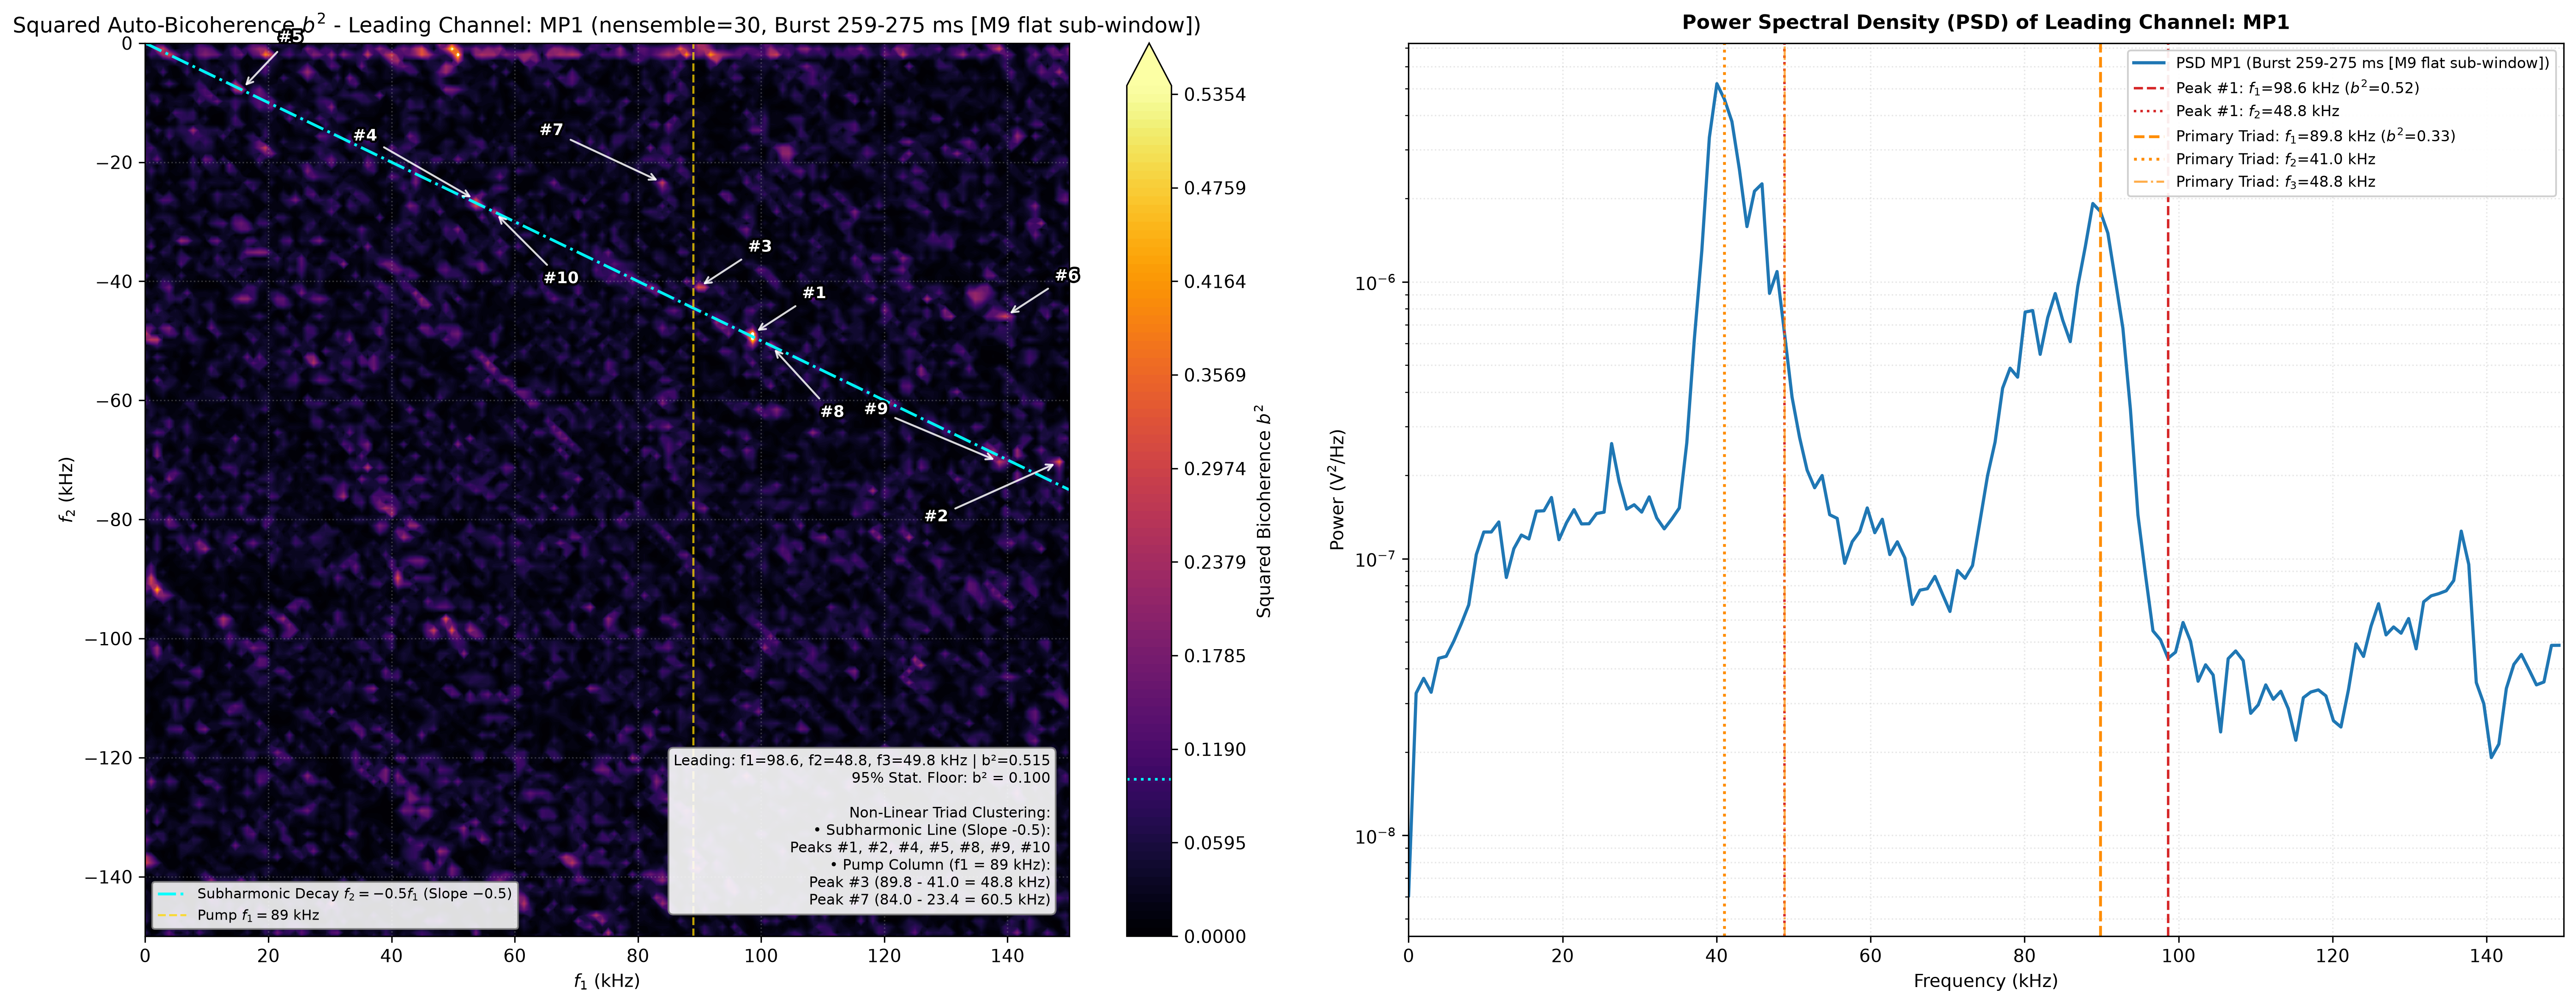 Squared Auto-Bicoherence b² - Leading Channel: MP1 (nensemble=30, Burst 259-275 ms [M9 flat sub-window])
#5
#4
#7
#10
#3
#6
#1
#8
#9
#2
0
−20
−40
−60
−80
−100
−120
−140
f₂ (kHz)
0
20
40
60
80
100
120
140
f₁ (kHz)
Leading: f1=98.6, f2=48.8, f3=49.8 kHz | b²=0.515
95% Stat. Floor: b² = 0.100
Non-Linear Triad Clustering:
• Subharmonic Line (Slope -0.5):
Peaks #1, #2, #4, #5, #8, #9, #10
• Pump Column (f1 = 89 kHz):
Peak #3 (89.8 - 41.0 = 48.8 kHz)
Peak #7 (84.0 - 23.4 = 60.5 kHz)
Subharmonic Decay f₂ = −0.5f₁ (Slope −0.5)
Pump f₁ = 89 kHz
0.5354
0.4759
0.4164
0.3569
0.2974
0.2379
0.1785
0.1190
0.0595
0.0000
Squared Bicoherence b²
Power Spectral Density (PSD) of Leading Channel: MP1
PSD MP1 (Burst 259-275 ms [M9 flat sub-window])
Peak #1: f₁=98.6 kHz (b²=0.52)
Peak #1: f₂=48.8 kHz
Primary Triad: f₁=89.8 kHz (b²=0.33)
Primary Triad: f₂=41.0 kHz
Primary Triad: f₃=48.8 kHz
10⁻⁶
10⁻⁷
10⁻⁸
Power (V²/Hz)
0
20
40
60
80
100
120
140
Frequency (kHz)